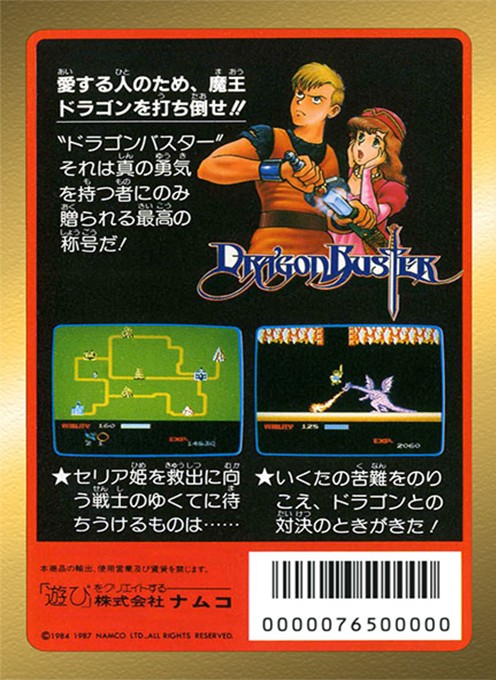 愛する人のため、魔王
ドラゴンを打ち倒せ!!
“ドラゴンバスター”
それは真の勇気
を持つ者にのみ
贈られる最高の
称号だ!
DRAGON BUSTER
VITALITY 160
EXP. 14630
VITALITY 125
EXP. 2060
★セリア姫を救出に向
う戦士のゆくてに待
ちうけるものは……
★いくたの苦難をのり
こえ、ドラゴンとの
対決のときがきた!
本商品の輸出、使用営業及び賃貸を禁じます。
「遊び」をクリエイトする──
株式会社ナムコ
©1984 1987 NAMCO LTD.,ALL RIGHTS RESERVED.
0000076500000